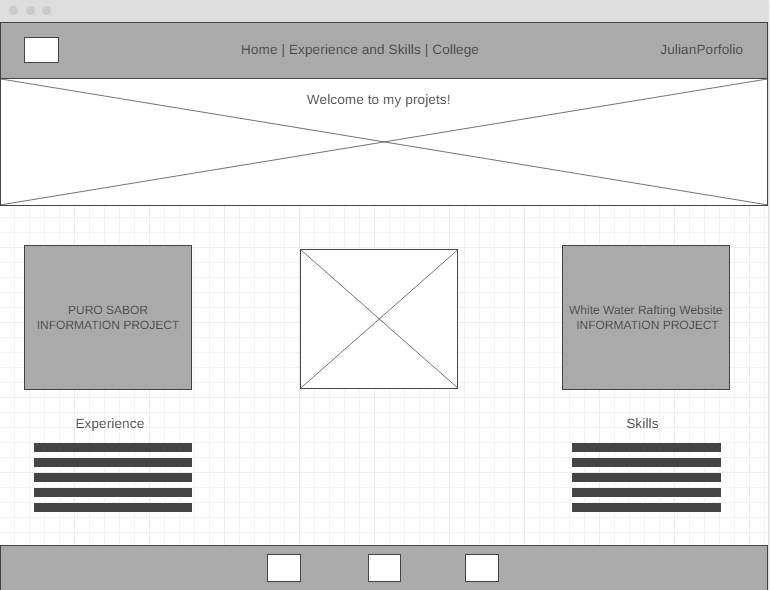 Home | Experience and Skills | College
JulianPorfolio
Welcome to my projets!
PURO SABOR
INFORMATION PROJECT
White Water Rafting Website
INFORMATION PROJECT
Experience
Skills